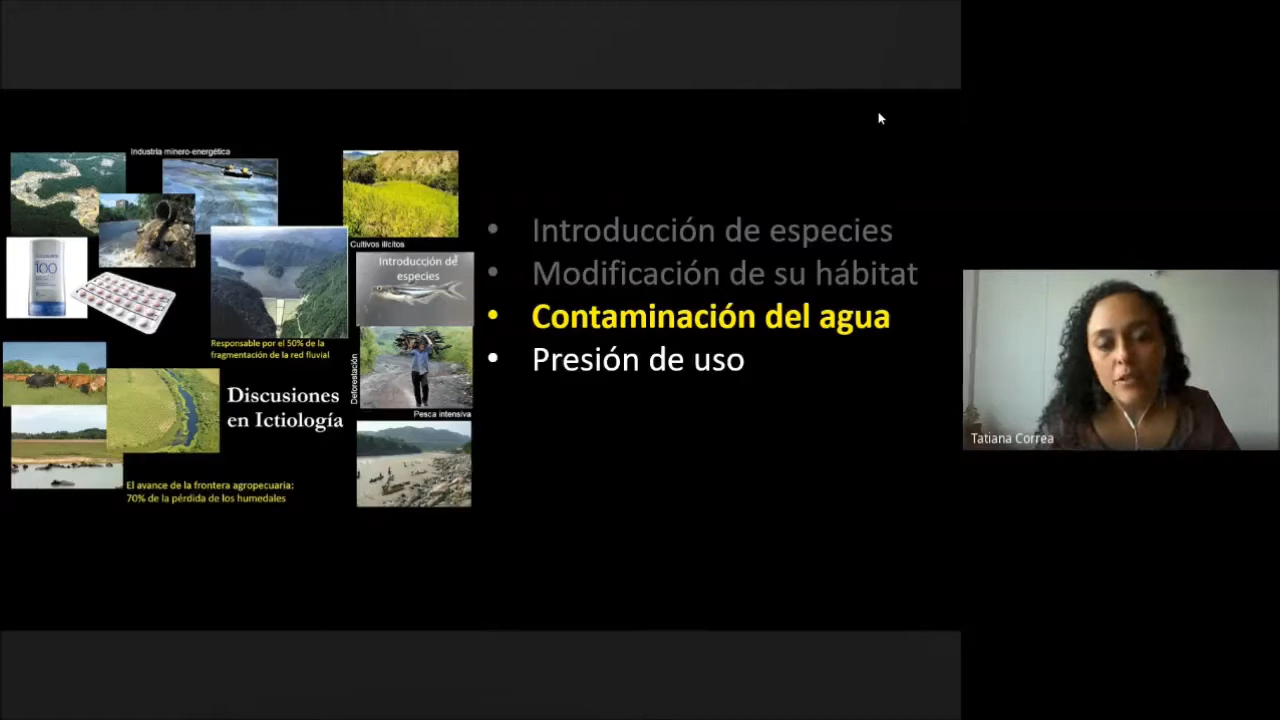 Industria minero-energética
Cultivos ilícitos
Introducción de
especies
100
Responsable por el 50% de la
fragmentación de la red fluvial
Deforestación
Discusiones
en Ictiología
Pesca intensiva
El avance de la frontera agropecuaria:
70% de la pérdida de los humedales
• Introducción de especies
• Modificación de su hábitat
• Contaminación del agua
• Presión de uso
Tatiana Correa